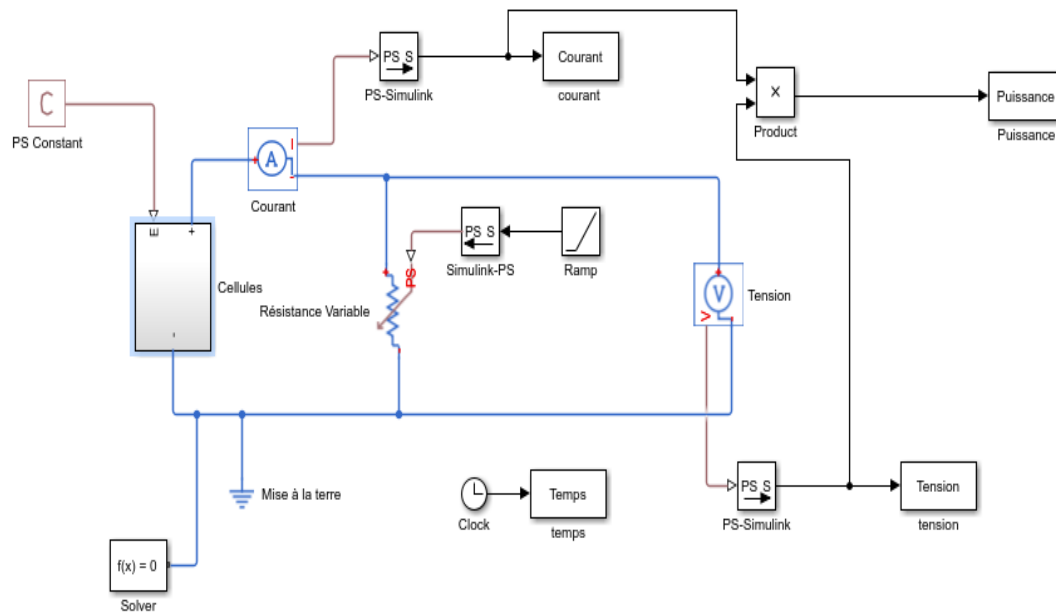 C
PS Constant
PS S
PS-Simulink
Courant
courant
×
Product
Puissance
Puissance
A
I
+
-
Courant
E
+
-
Cellules
PS S
Simulink-PS
Ramp
PS
Résistance Variable
+
-
+
V
V
-
Tension
Mise à la terre
Clock
Temps
temps
PS S
PS-Simulink
Tension
tension
f(x) = 0
Solver